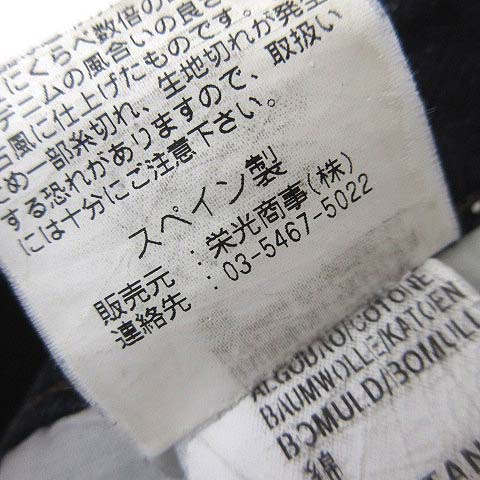 にくらべ数倍の
デニムの風合いの良さ
古風に仕上げたものです。
ため一部糸切れ、生地切れが発生
する恐れがありますので、取扱い
には十分にご注意下さい。
スペイン製
販売元 : 栄光商事(株)
連絡先 : 03-5467-5022
ALGODAO/COTONE
BAUMWOLLE/KATOEN
BOMULD/BOMULL
綿